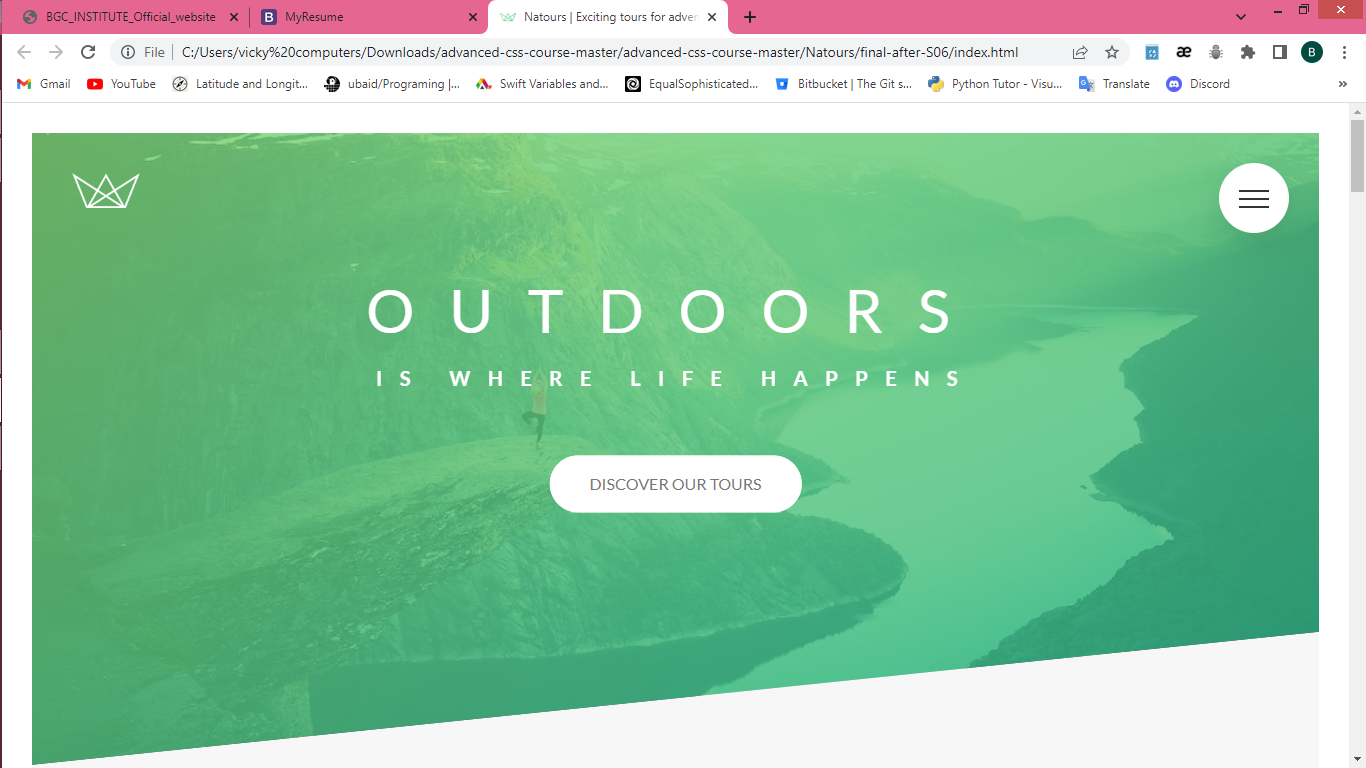 BGC_INSTITUTE_Official_website
MyResume
Natours | Exciting tours for adver
File
C:/Users/vicky%20computers/Downloads/advanced-css-course-master/advanced-css-course-master/Natours/final-after-S06/index.html
æ
B
Gmail
YouTube
Latitude and Longit...
ubaid/Programing |...
Swift Variables and...
EqualSophisticated...
Bitbucket | The Git s...
Python Tutor - Visu...
Translate
Discord
»
OUTDOORS
IS WHERE LIFE HAPPENS
DISCOVER OUR TOURS